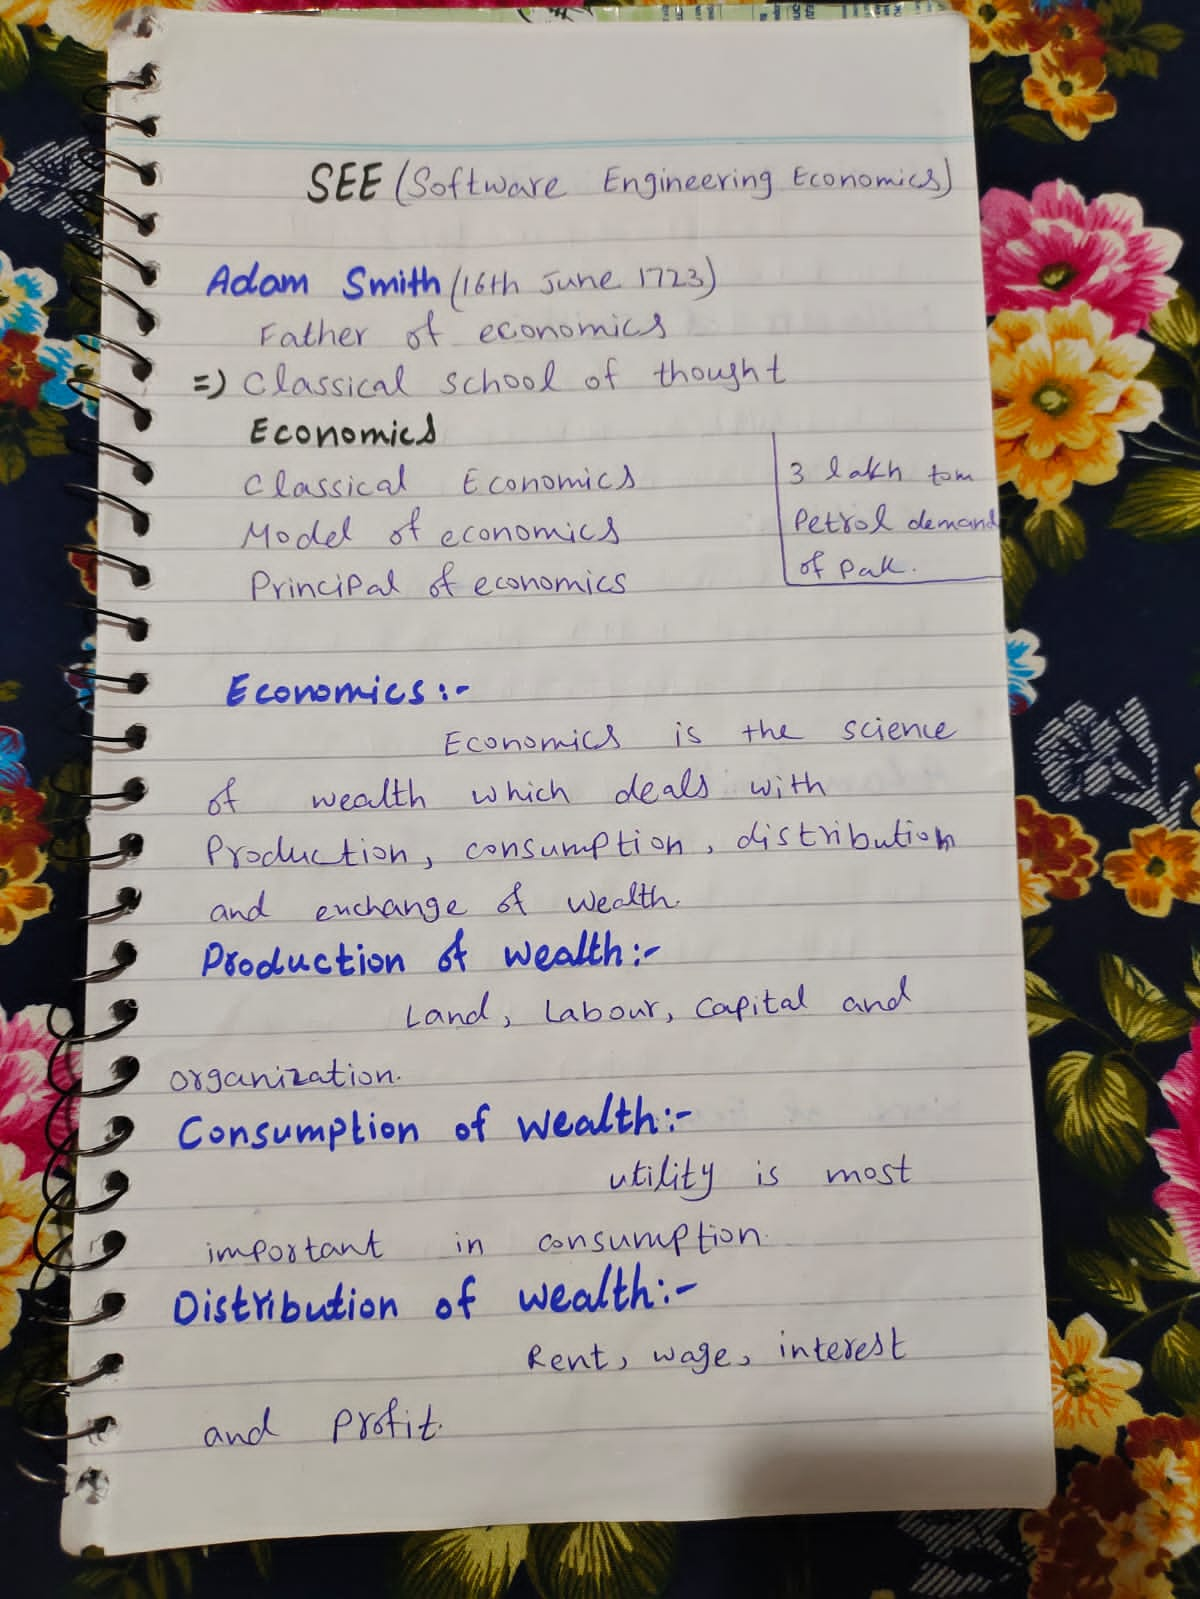 SEE (Software Engineering Economics)
Adam Smith (16th June 1723)
Father of economics
=) Classical school of thought
Economics
Classical Economics
Model of economics
Principal of economics
3 lakh tom
Petrol demand
of Pak.
Economics :-
Economics is the science
of wealth which deals with
Production, consumption, distribution
and enchange of wealth.
Production of wealth :-
Land, Labour, Capital and
organization.
Consumption of wealth :-
utility is most
important in consumption.
Distribution of wealth :-
Rent, wage, interest
and Profit.